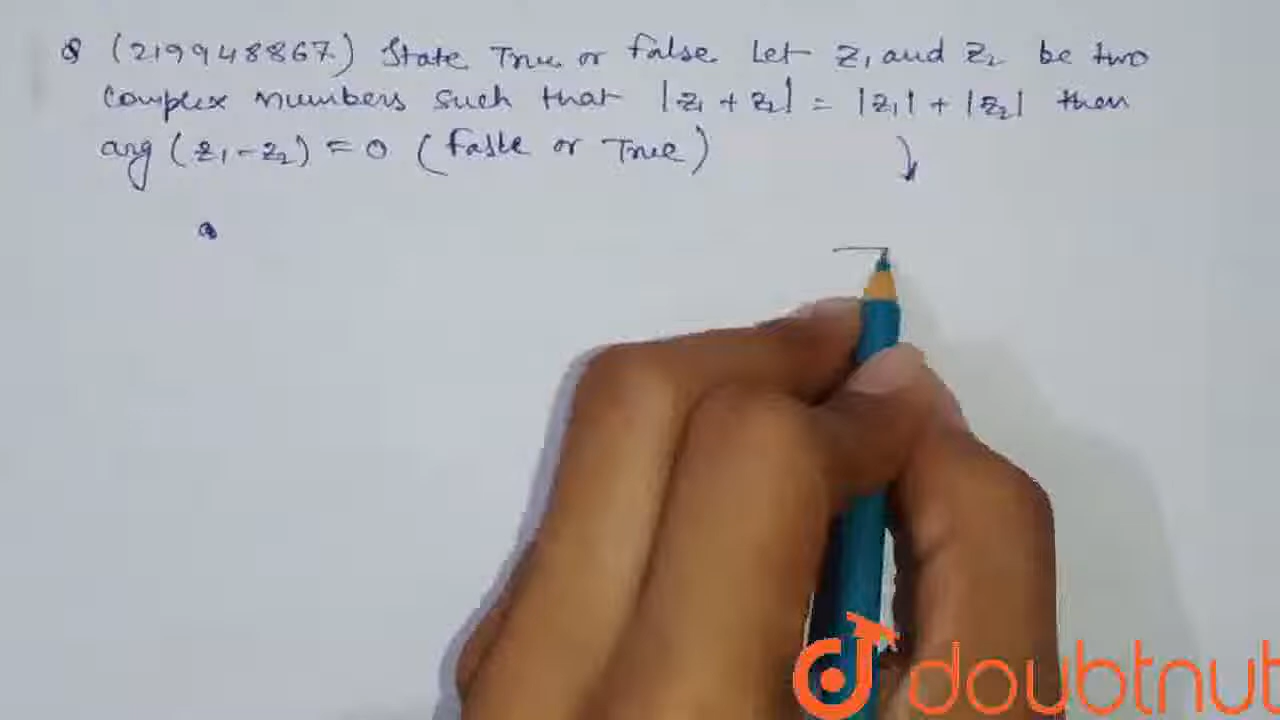 Q (219948867) State True or false Let z₁ and z₂ be two
Complex numbers such that |z₁ + z₂| = |z₁| + |z₂| then
arg (z₁ - z₂) = 0 (false or True)
doubtnut